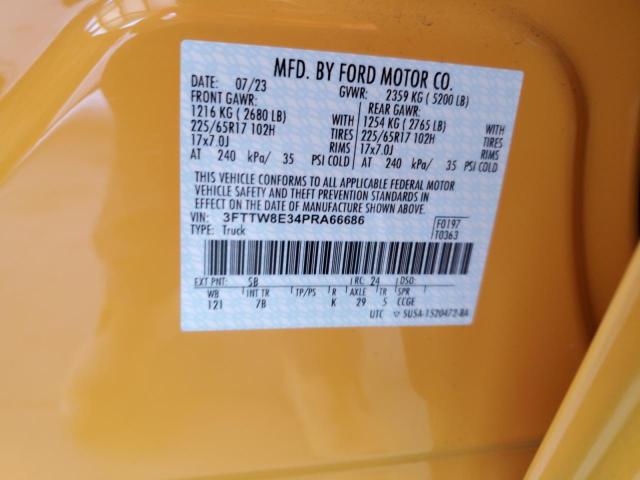 MFD. BY FORD MOTOR CO.
DATE: 07/23 GVWR: 2359 KG ( 5200 LB)
FRONT GAWR: REAR GAWR:
1216 KG ( 2680 LB) WITH 1254 KG ( 2765 LB) WITH
225/65R17 102H TIRES 225/65R17 102H TIRES
17x7.0J RIMS 17x7.0J RIMS
AT 240 kPa/ 35 PSI COLD AT 240 kPa/ 35 PSI COLD
THIS VEHICLE CONFORMS TO ALL APPLICABLE FEDERAL MOTOR
VEHICLE SAFETY AND THEFT PREVENTION STANDARDS IN
EFFECT ON THE DATE OF MANUFACTURE SHOWN ABOVE.
VIN: 3FTTW8E34PRA66686 F0197
TYPE: Truck T0363
EXT PNT: SB RC: 24 DSO:
WB INT TR TP/PS R AXLE TR SPR
121 7B K 29 5 CCGE
UTC ▽ SU5A-1520472-BA